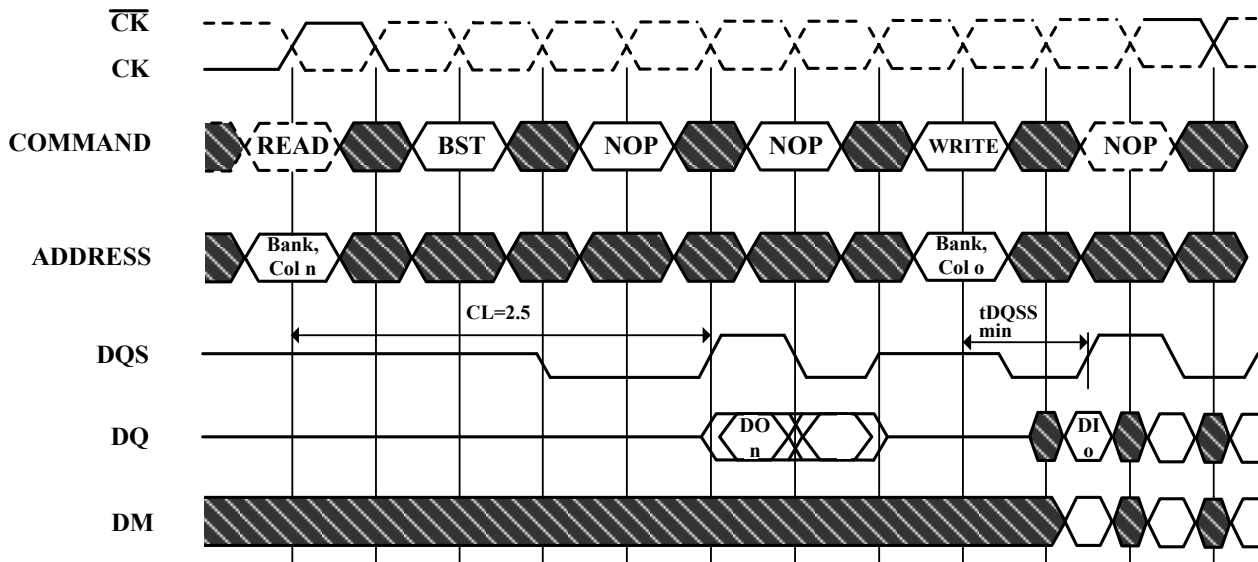 CK
CK
COMMAND
READ
BST
NOP
NOP
WRITE
NOP
ADDRESS
Bank,
Col n
Bank,
Col o
CL=2.5
tDQSS
min
DQS
DQ
DO
n
DI
o
DM